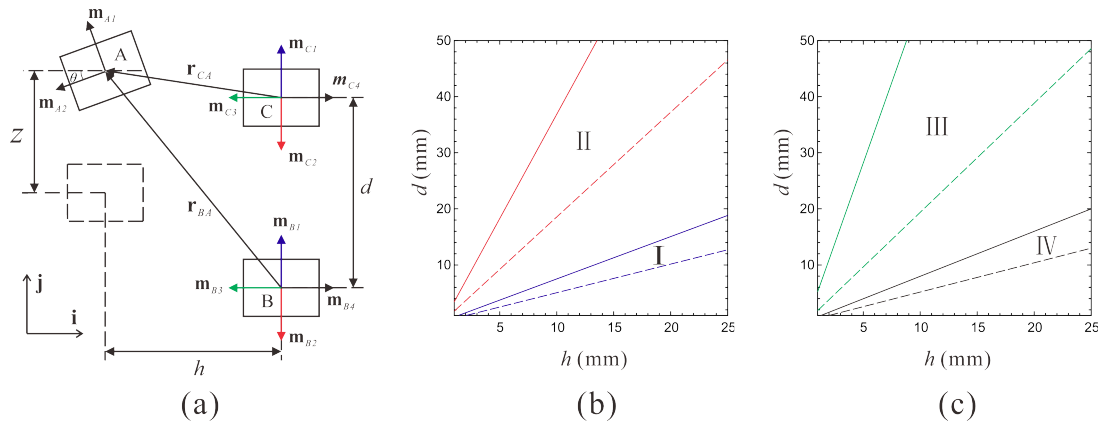 m_A1
A
θ
m_A2
r_CA
m_C1
m_C4
m_C3
C
m_C2
Z
d
r_BA
m_B1
m_B3
B
m_B4
m_B2
j
i
h
(a)
50
40
30
20
10
d (mm)
II
I
5
10
15
20
25
h (mm)
(b)
50
40
30
20
10
d (mm)
III
IV
5
10
15
20
25
h (mm)
(c)